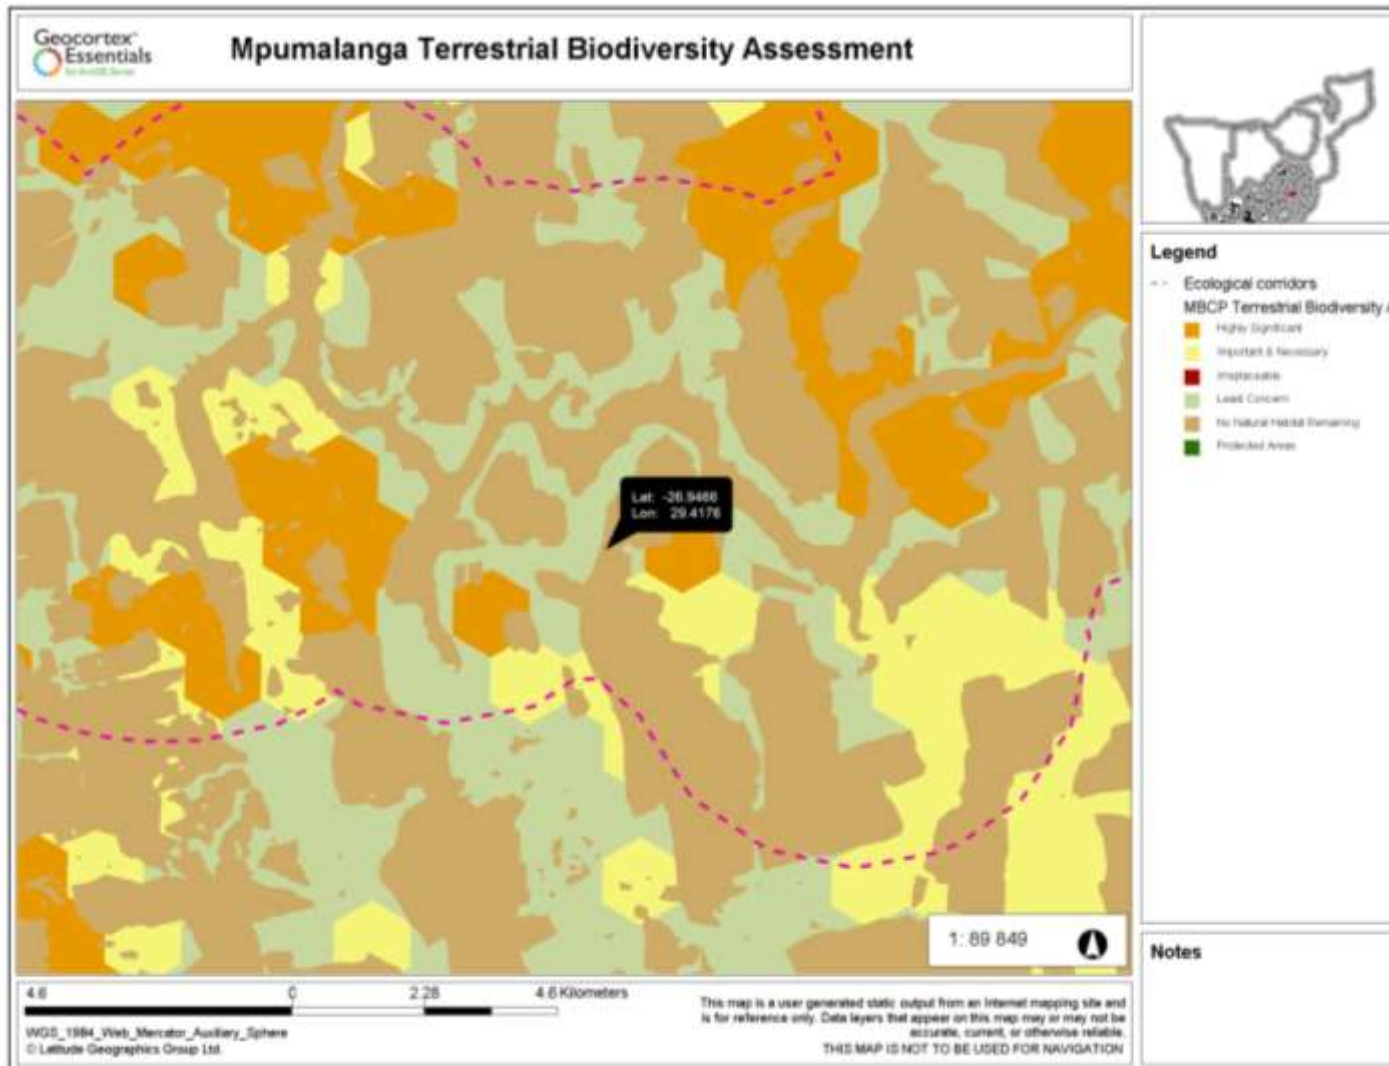 Geocortex
Essentials
for ArcGIS Server
Mpumalanga Terrestrial Biodiversity Assessment
Lat: -26.9466
Lon: 29.4176
1: 89 849
4.6 0 2.28 4.6 Kilometers
WGS_1984_Web_Mercator_Auxiliary_Sphere
© Latitude Geographics Group Ltd.
This map is a user generated static output from an Internet mapping site and
is for reference only. Data layers that appear on this map may or may not be
accurate, current, or otherwise reliable.
THIS MAP IS NOT TO BE USED FOR NAVIGATION
Legend
Ecological corridors
MBCP Terrestrial Biodiversity A
Highly Significant
Important & Necessary
Irreplaceable
Least Concern
No Natural Habitat Remaining
Protected Areas
Notes